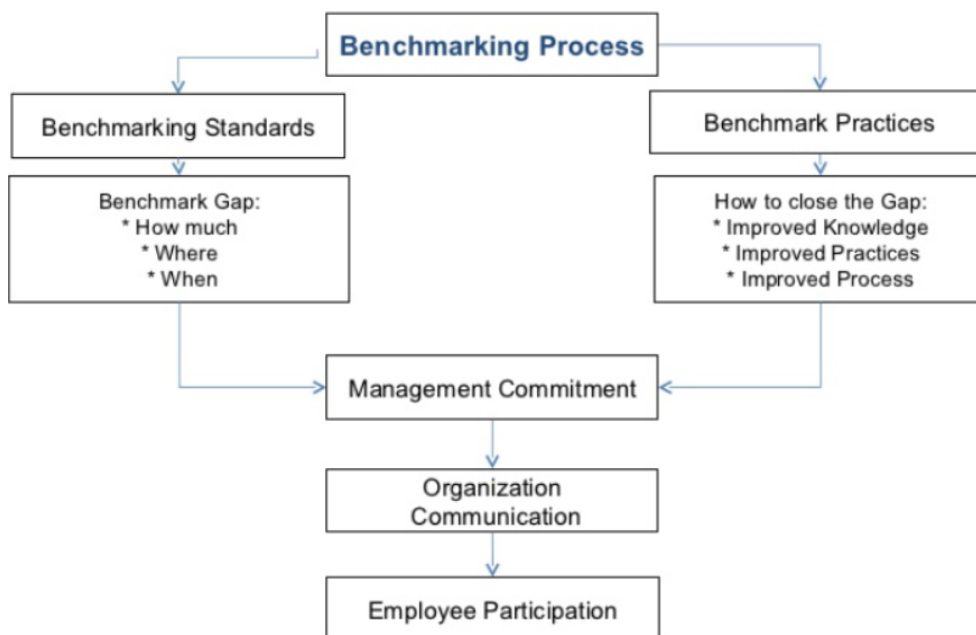 Benchmarking Process
Benchmarking Standards
Benchmark Practices
Benchmark Gap:
* How much
* Where
* When
How to close the Gap:
* Improved Knowledge
* Improved Practices
* Improved Process
Management Commitment
Organization
Communication
Employee Participation